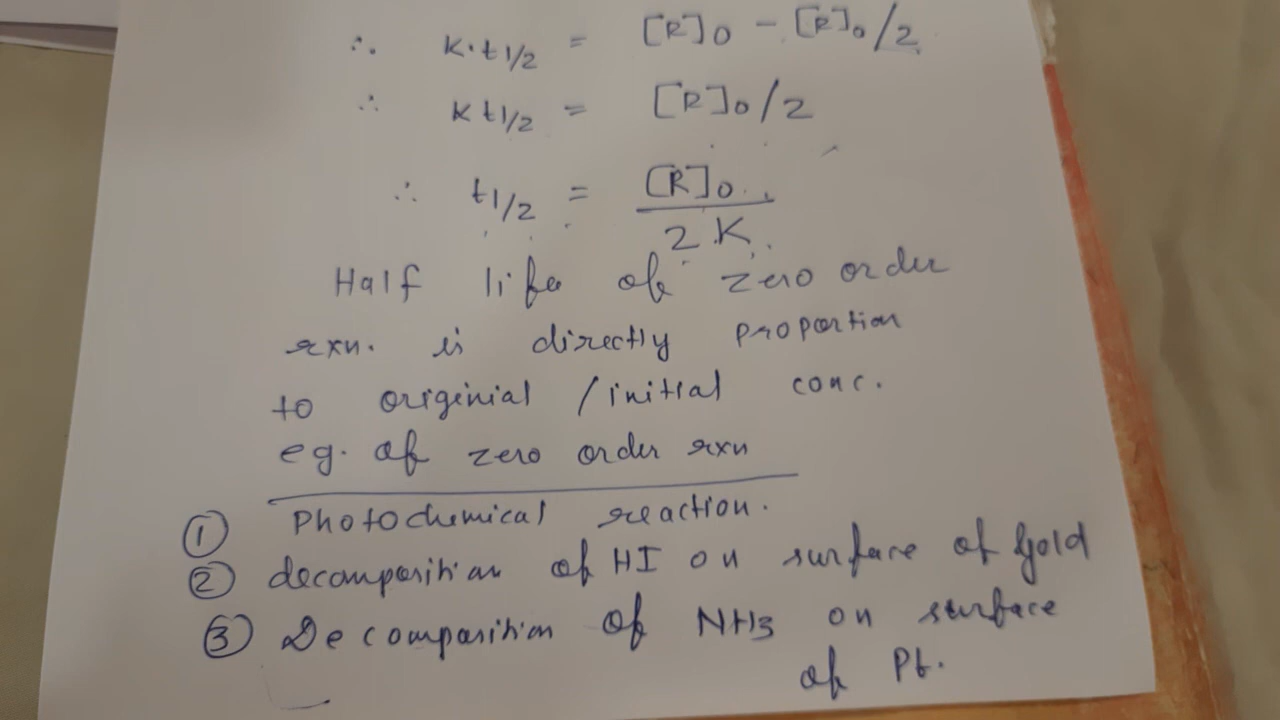 ∴ K.t1/2 = [R]0 - [R]0/2
∴ Kt1/2 = [R]0/2
∴ t1/2 = [R]0 / 2K
Half life of zero order
rxn. is directly proportion
to originial / initial conc.
eg. of zero order rxn
① Photochemical reaction.
② decomposition of HI on surface of Gold
③ Decomposition of NH3 on surface
of Pt.